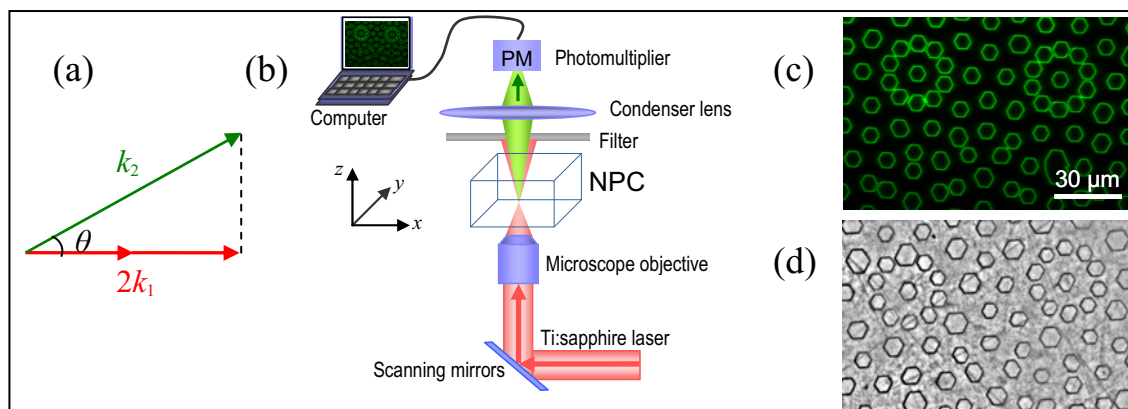 (a)
k2
θ
2k1
(b)
Computer
PM
Photomultiplier
Condenser lens
Filter
NPC
z
y
x
Microscope objective
Ti:sapphire laser
Scanning mirrors
(c)
30 µm
(d)